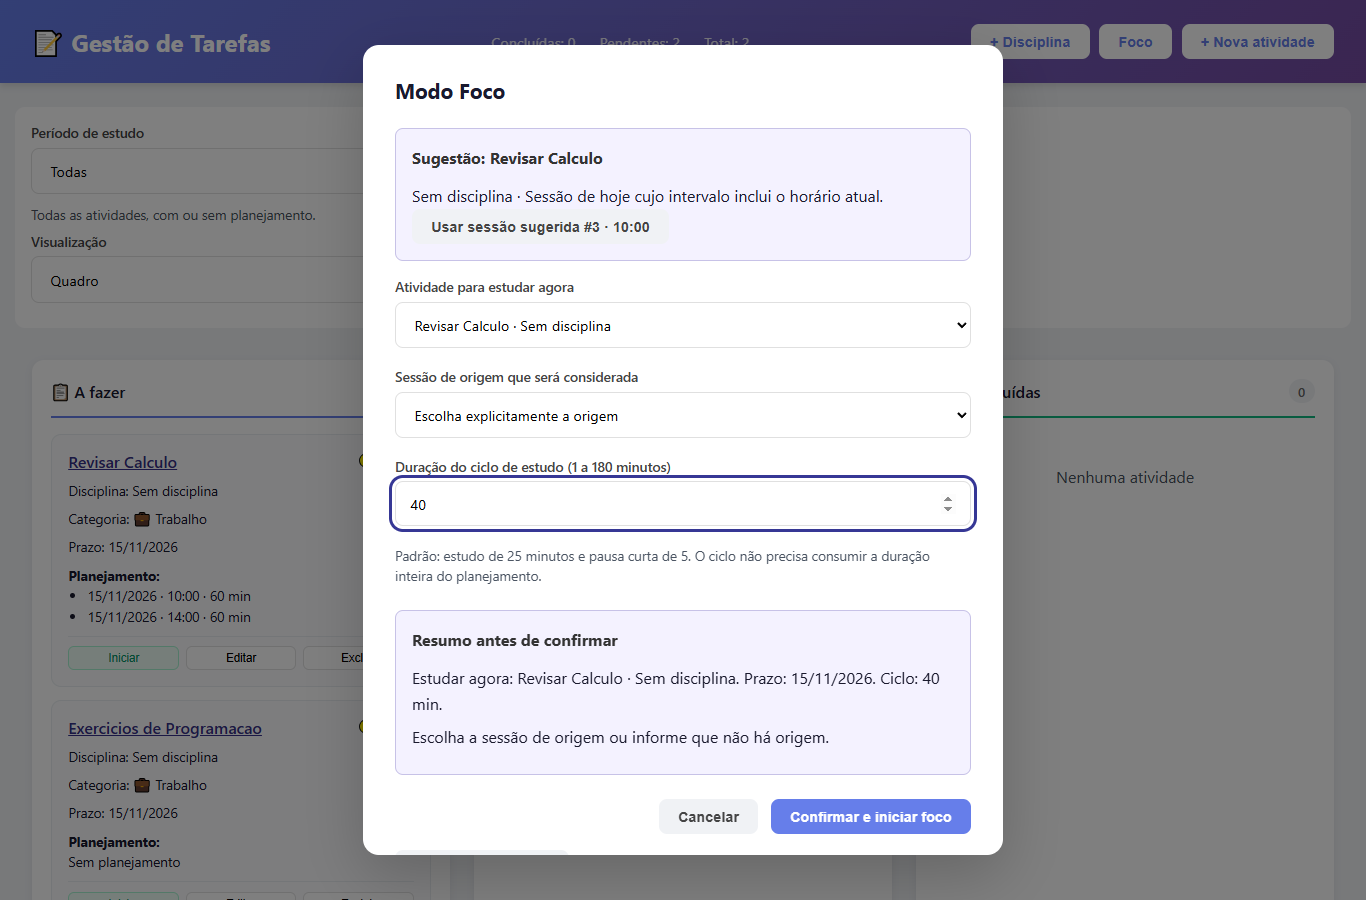 Gestão de Tarefas
Concluídas: 0 Pendentes: 2 Total: 2
+ Disciplina
Foco
+ Nova atividade
Período de estudo
Todas
Todas as atividades, com ou sem planejamento.
Visualização
Quadro
A fazer
Revisar Calculo
Disciplina: Sem disciplina
Categoria: 💼 Trabalho
Prazo: 15/11/2026
Planejamento:
• 15/11/2026 · 10:00 · 60 min
• 15/11/2026 · 14:00 · 60 min
Iniciar
Editar
Excl
Exercicios de Programacao
Disciplina: Sem disciplina
Categoria: 💼 Trabalho
Prazo: 15/11/2026
Planejamento:
Sem planejamento
uídas
0
Nenhuma atividade
Modo Foco
Sugestão: Revisar Calculo
Sem disciplina · Sessão de hoje cujo intervalo inclui o horário atual.
Usar sessão sugerida #3 · 10:00
Atividade para estudar agora
Revisar Calculo · Sem disciplina
Sessão de origem que será considerada
Escolha explicitamente a origem
Duração do ciclo de estudo (1 a 180 minutos)
40
Padrão: estudo de 25 minutos e pausa curta de 5. O ciclo não precisa consumir a duração
inteira do planejamento.
Resumo antes de confirmar
Estudar agora: Revisar Calculo · Sem disciplina. Prazo: 15/11/2026. Ciclo: 40
min.
Escolha a sessão de origem ou informe que não há origem.
Cancelar
Confirmar e iniciar foco